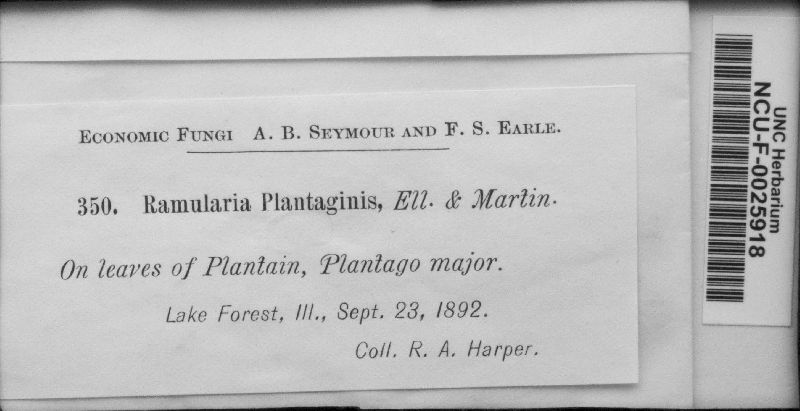 ECONOMIC FUNGI A. B. SEYMOUR AND F. S. EARLE.
350. Ramularia Plantaginis, Ell. & Martin.
On leaves of Plantain, Plantago major.
Lake Forest, Ill., Sept. 23, 1892.
Coll. R. A. Harper.
UNC Herbarium
NCU-F-0025918